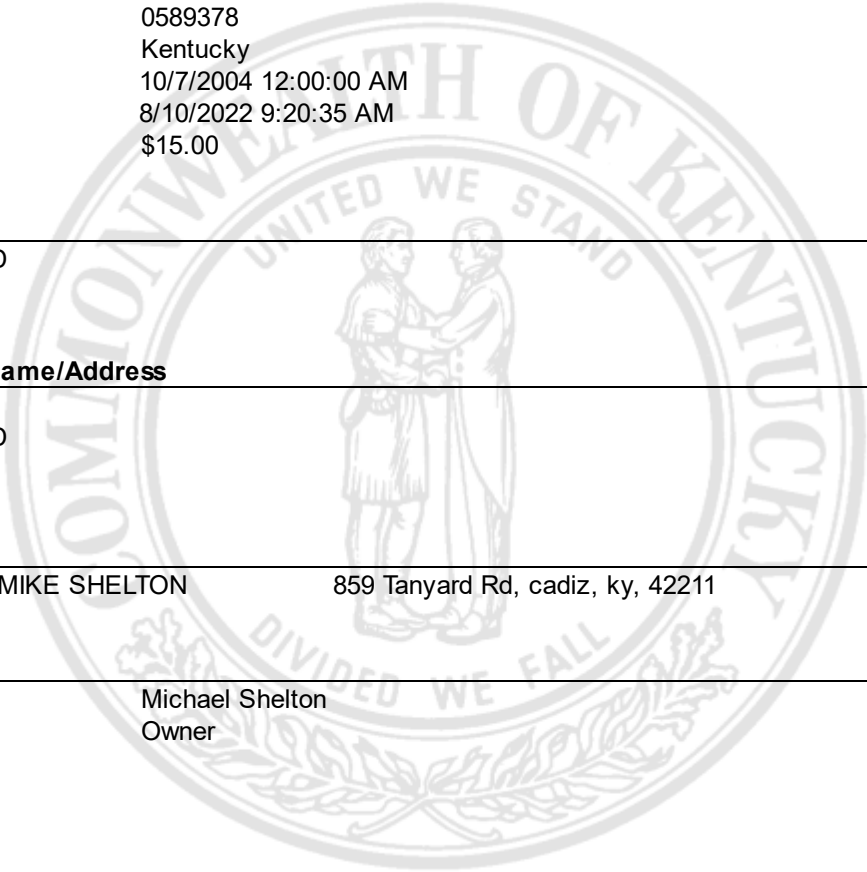 0589378
Kentucky
10/7/2004 12:00:00 AM
8/10/2022 9:20:35 AM
$15.00
COMMONWEALTH OF KENTUCKY
UNITED WE STAND
D
ame/Address
D
MIKE SHELTON 859 Tanyard Rd, cadiz, ky, 42211
DIVIDED WE FALL
Michael Shelton
Owner